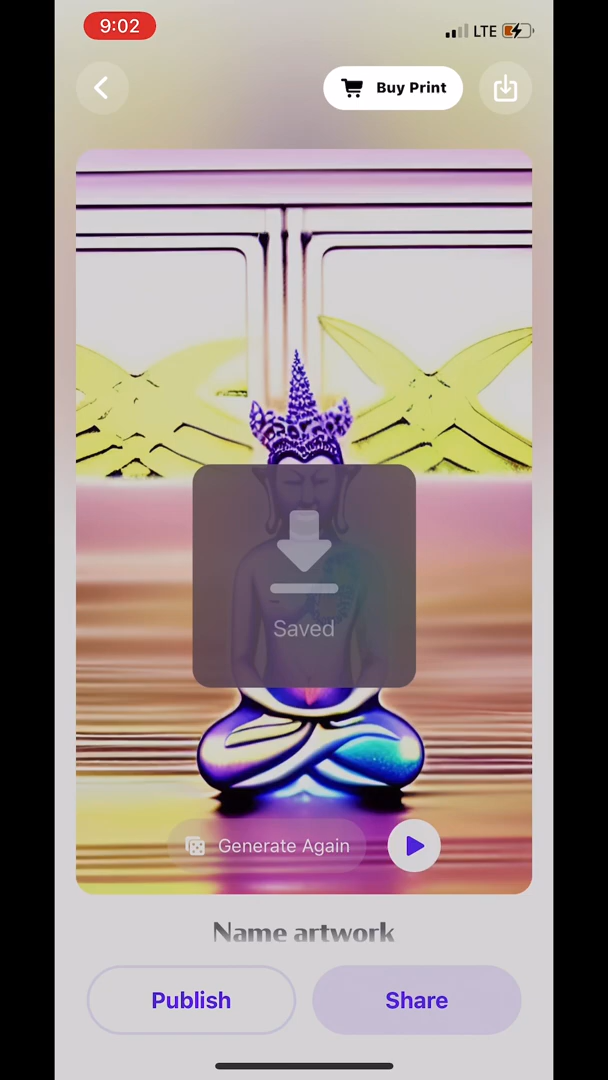 9:02
LTE
Buy Print
Saved
Generate Again
Name artwork
Publish
Share